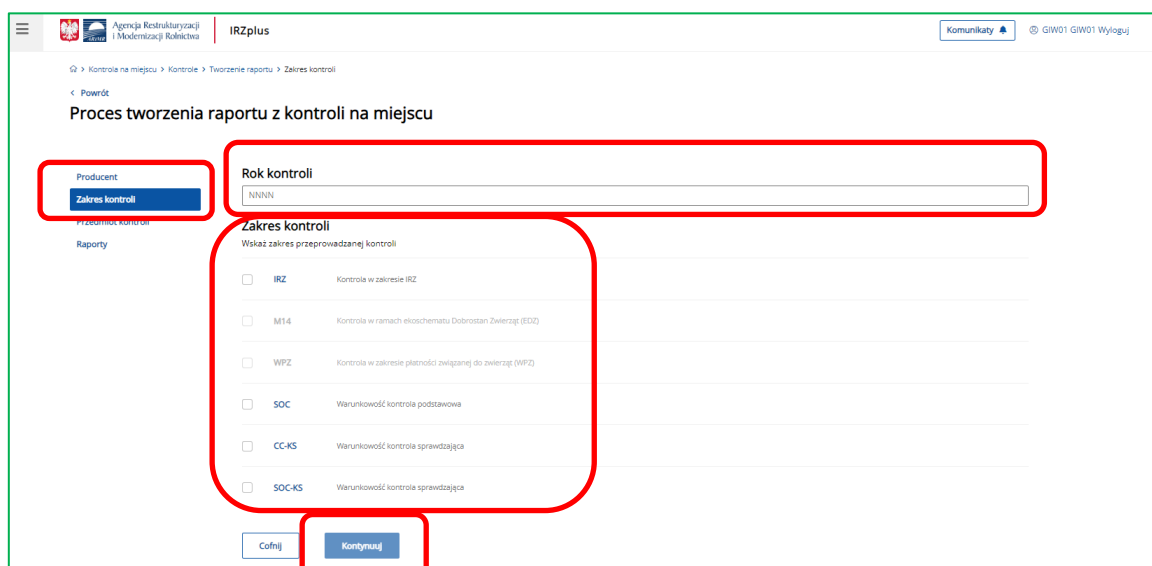 Agencja Restrukturyzacji
i Modernizacji Rolnictwa
ARiMR
IRZplus
Komunikaty
GIW01 GIW01 Wyloguj
> Kontrola na miejscu > Kontrole > Tworzenie raportu > Zakres kontroli
< Powrót
Proces tworzenia raportu z kontroli na miejscu
Producent
Zakres kontroli
Przedmiot kontroli
Raporty
Rok kontroli
NNNN
Zakres kontroli
Wskaż zakres przeprowadzanej kontroli
IRZ Kontrola w zakresie IRZ
M14 Kontrola w ramach ekoschematu Dobrostan Zwierząt (EDZ)
WPZ Kontrola w zakresie płatności związanej do zwierząt (WPZ)
SOC Warunkowość kontrola podstawowa
CC-KS Warunkowość kontrola sprawdzająca
SOC-KS Warunkowość kontrola sprawdzająca
Cofnij Kontynuuj